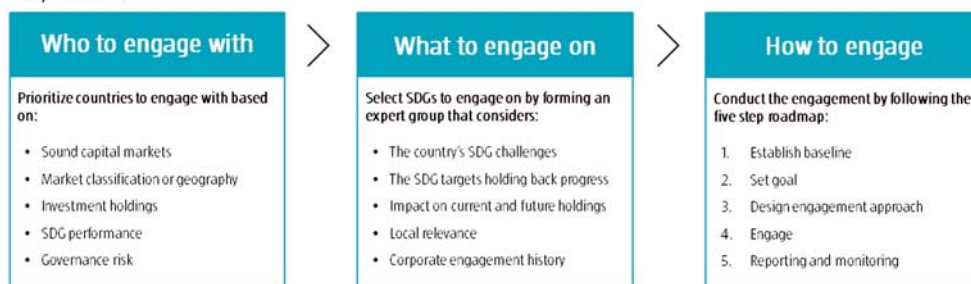 Who to engage with
Prioritize countries to engage with based
on:
• Sound capital markets
• Market classification or geography
• Investment holdings
• SDG performance
• Governance risk
What to engage on
Select SDGs to engage on by forming an
expert group that considers:
• The country's SDG challenges
• The SDG targets holding back progress
• Impact on current and future holdings
• Local relevance
• Corporate engagement history
How to engage
Conduct the engagement by following the
five step roadmap:
1. Establish baseline
2. Set goal
3. Design engagement approach
4. Engage
5. Reporting and monitoring